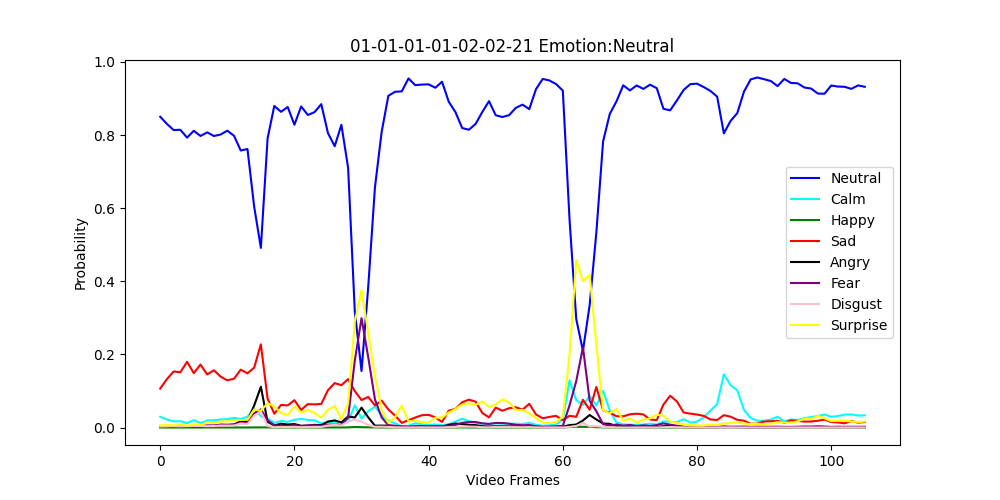 01-01-01-01-02-02-21 Emotion:Neutral
1.0
0.8
0.6
0.4
0.2
0.0
Probability
0
20
40
60
80
100
Video Frames
Neutral
Calm
Happy
Sad
Angry
Fear
Disgust
Surprise